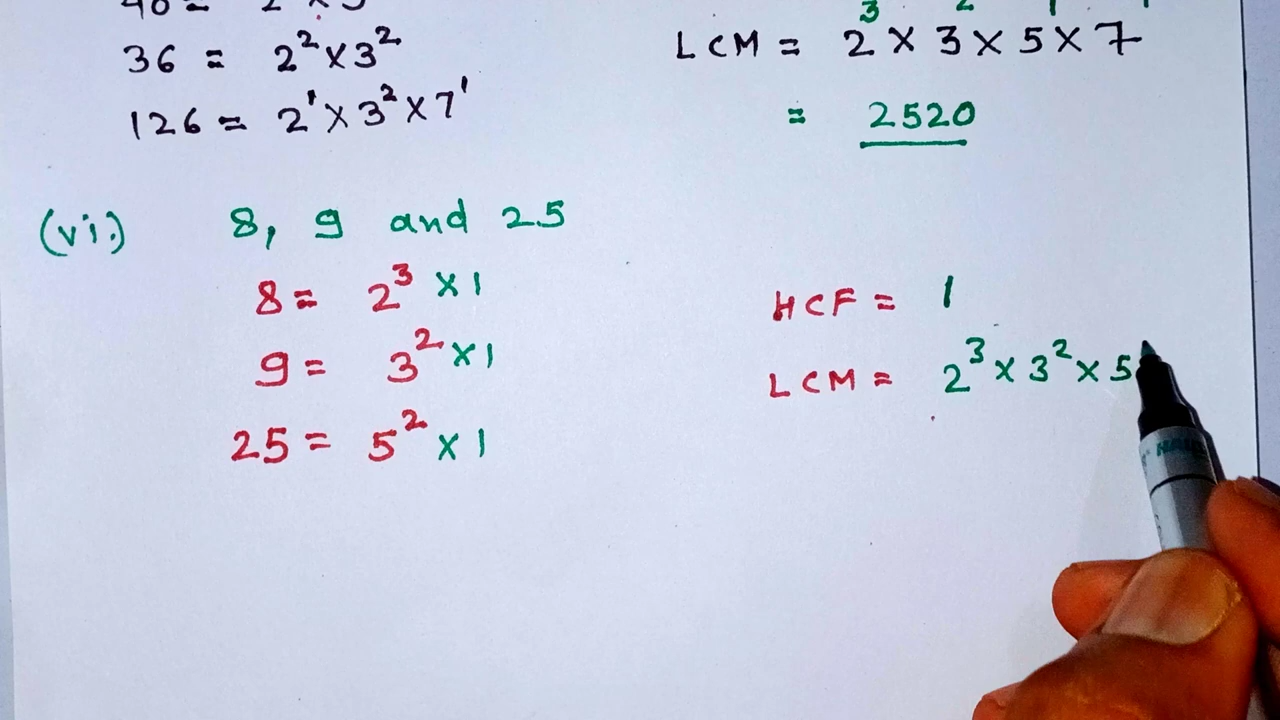 36 = 2² × 3²
126 = 2¹ × 3² × 7¹
LCM = 2³ × 3² × 5¹ × 7¹
= 2520
(vi) 8, 9 and 25
8 = 2³ × 1
9 = 3² × 1
25 = 5² × 1
HCF = 1
LCM = 2³ × 3² × 5